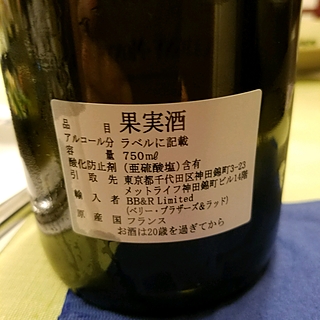 品目 果実酒
アルコール分 ラベルに記載
容量 750mℓ
酸化防止剤 (亜硫酸塩)含有
引取先 東京都千代田区神田錦町3-23
メットライフ神田錦町ビル14階
輸入者 BB&R Limited
(ベリー・ブラザーズ&ラッド)
原産国 フランス
お酒は20歳を過ぎてから